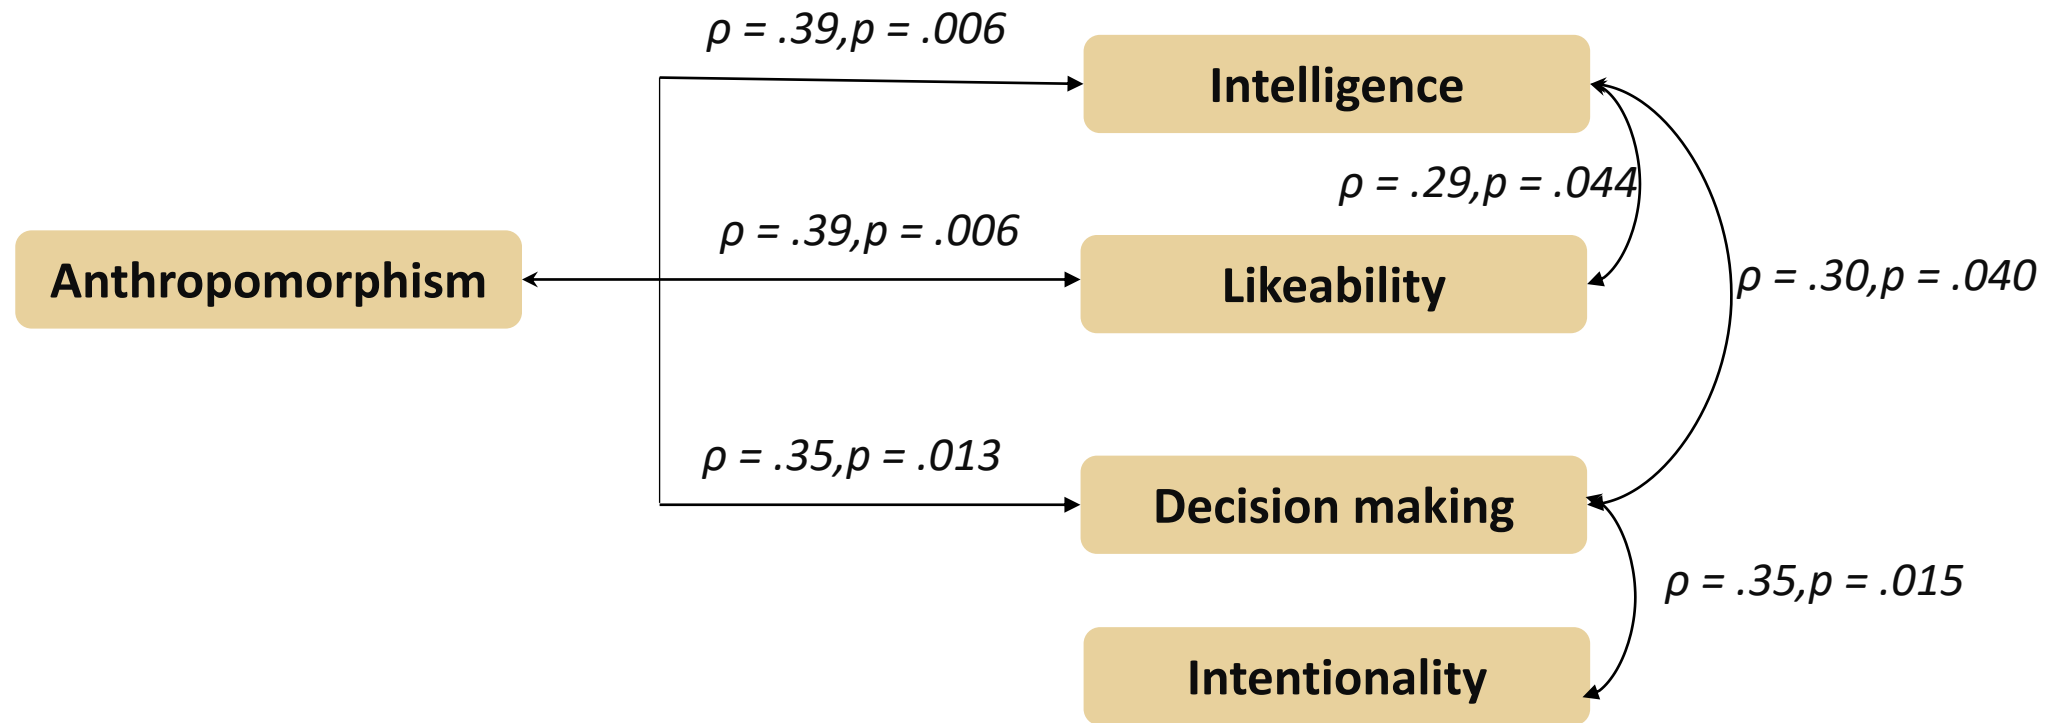 ρ = .39,p = .006
Intelligence
ρ = .29,p = .044
ρ = .39,p = .006
Anthropomorphism
Likeability
ρ = .30,p = .040
ρ = .35,p = .013
Decision making
ρ = .35,p = .015
Intentionality